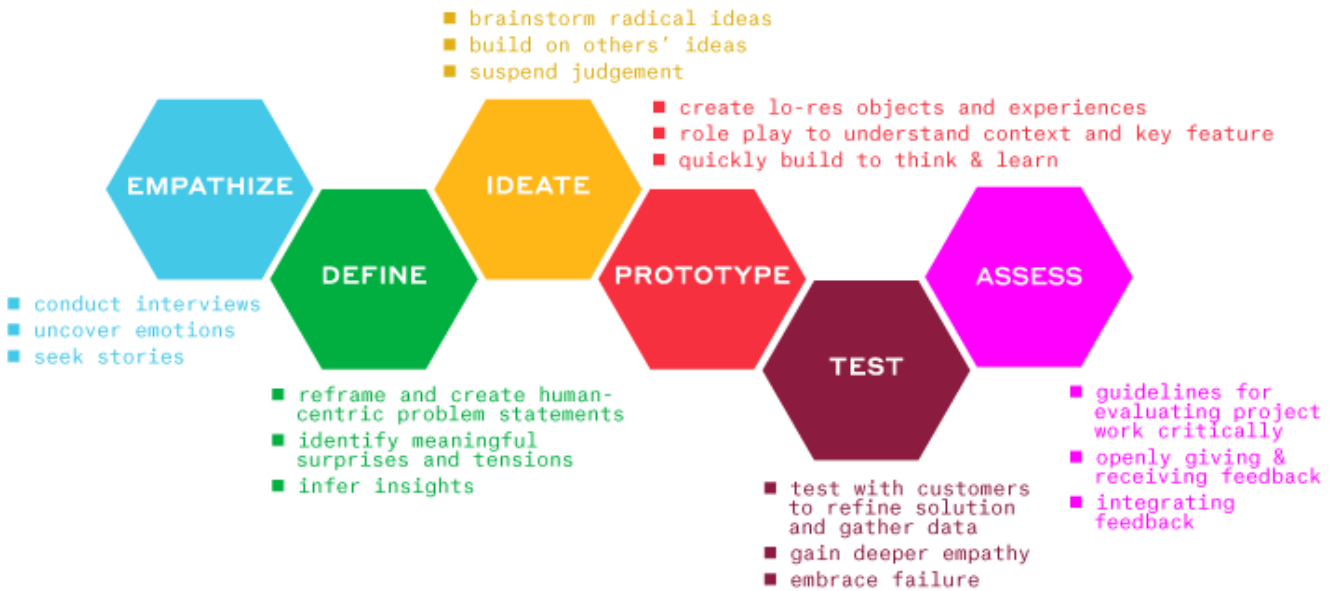 ■ brainstorm radical ideas
■ build on others' ideas
■ suspend judgement
■ create lo-res objects and experiences
■ role play to understand context and key feature
■ quickly build to think & learn
EMPATHIZE
IDEATE
DEFINE
PROTOTYPE
ASSESS
TEST
■ conduct interviews
■ uncover emotions
■ seek stories
■ reframe and create human-
centric problem statements
■ identify meaningful
surprises and tensions
■ infer insights
■ guidelines for
evaluating project
work critically
■ openly giving &
receiving feedback
■ integrating
feedback
■ test with customers
to refine solution
and gather data
■ gain deeper empathy
■ embrace failure